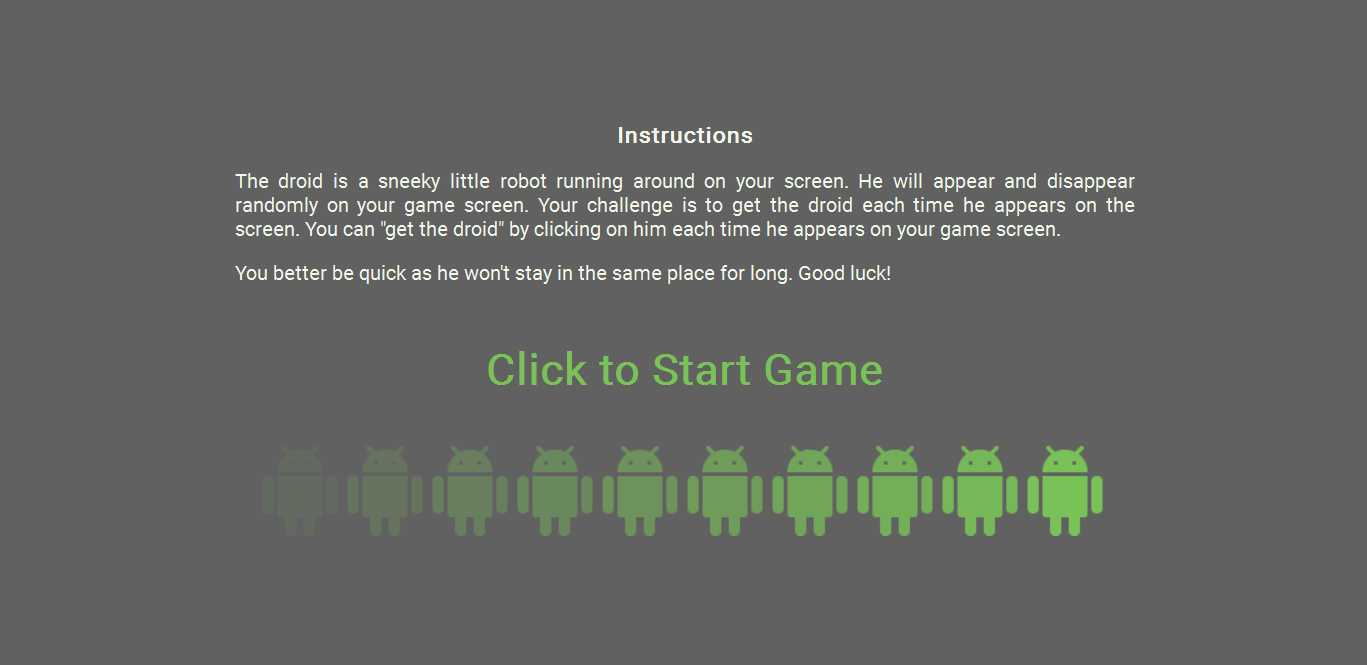 Instructions
The droid is a sneeky little robot running around on your screen. He will appear and disappear
randomly on your game screen. Your challenge is to get the droid each time he appears on the
screen. You can "get the droid" by clicking on him each time he appears on your game screen.
You better be quick as he won't stay in the same place for long. Good luck!
Click to Start Game